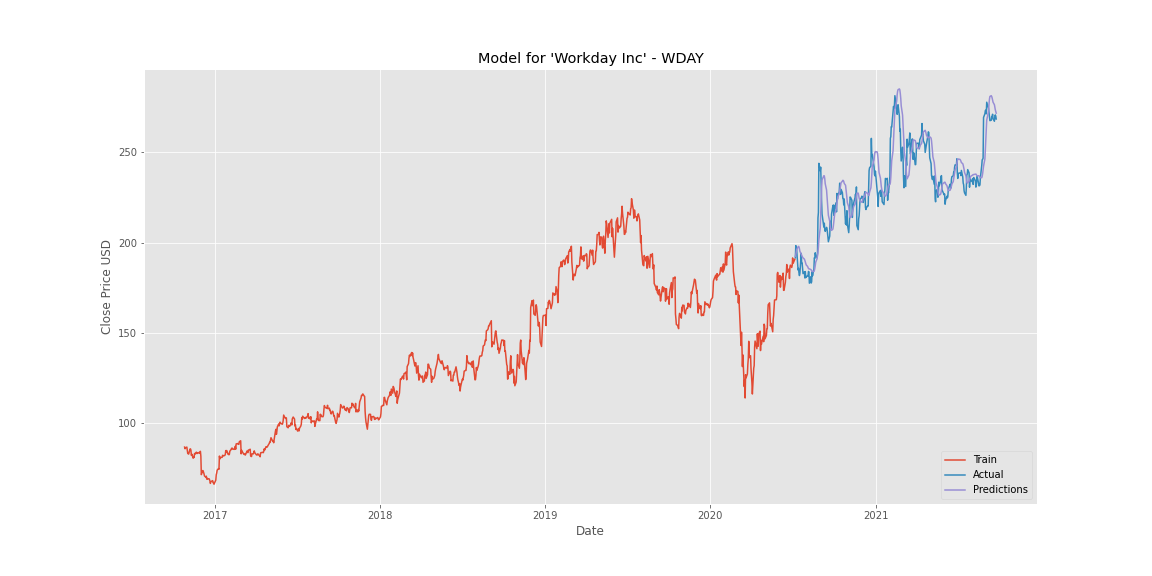 Model for 'Workday Inc' - WDAY
Close Price USD
250
200
150
100
2017 2018 2019 2020 2021
Date
Train
Actual
Predictions